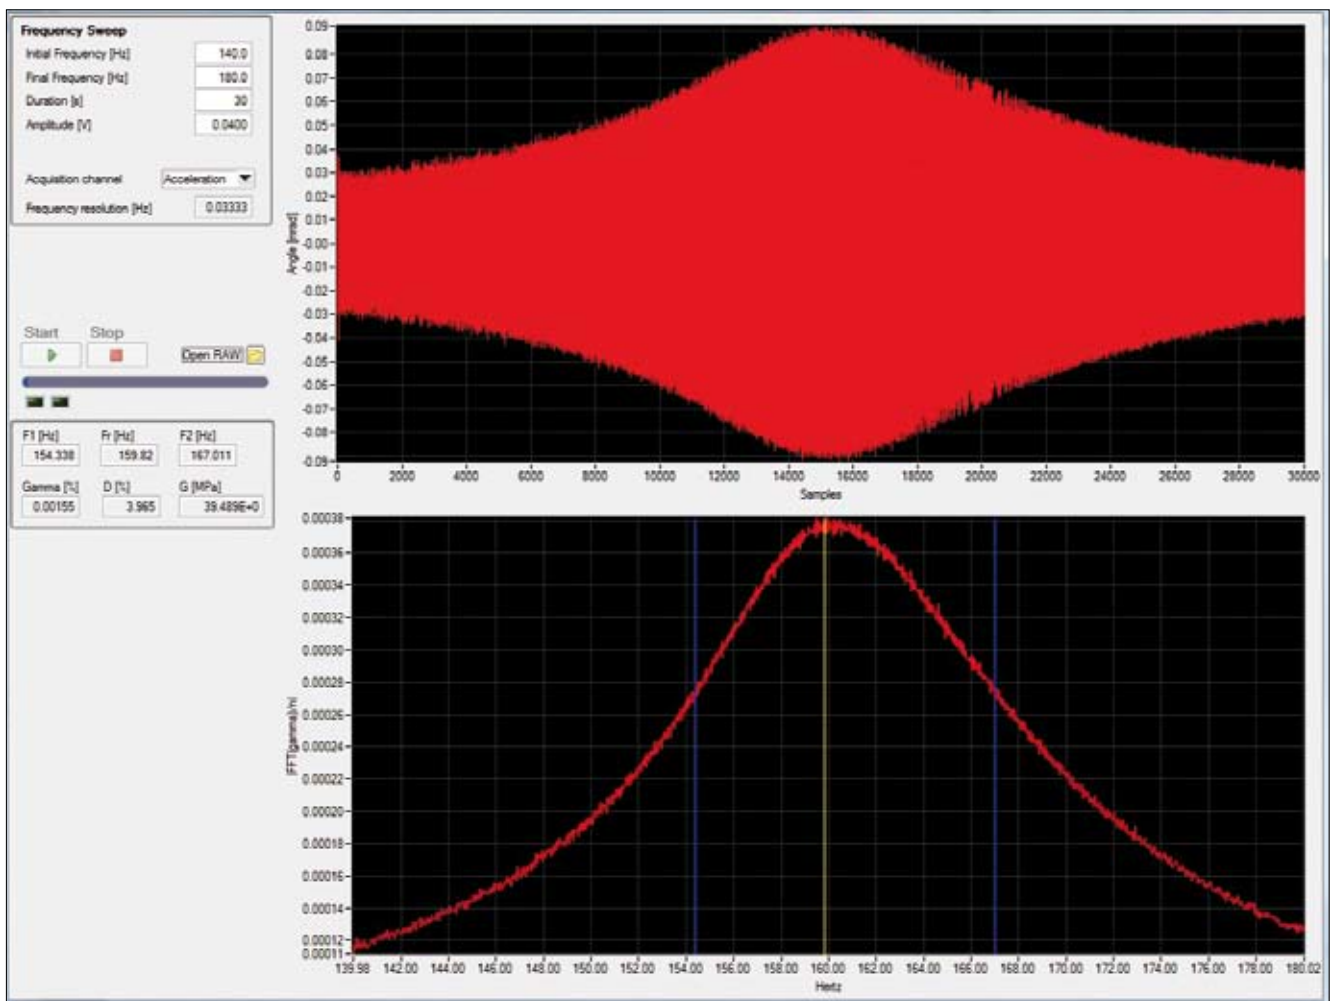 Frequency Sweep
Initial Frequency [Hz] 140.0
Final Frequency [Hz] 180.0
Duration [s] 30
Amplitude [V] 0.0400
Acquisition channel Acceleration
Frequency resolution [Hz] 0.03333
Start Stop
Open RAW
F1 [Hz] Fr [Hz] F2 [Hz]
154.338 159.82 167.011
Gamma [%] D [%] G [MPa]
0.00155 3.965 39.489E+0
0.09
0.08
0.07
0.06
0.05
0.04
0.03
0.02
0.01
-0.00
-0.01
-0.02
-0.03
-0.04
-0.05
-0.06
-0.07
-0.08
-0.09
Angle [mrad]
0 2000 4000 6000 8000 10000 12000 14000 16000 18000 20000 22000 24000 26000 28000 30000
Samples
0.00038
0.00036
0.00034
0.00032
0.00030
0.00028
0.00026
0.00024
0.00022
0.00020
0.00018
0.00016
0.00014
0.00012
0.00011
|FFT(gamma)/n|
139.98 142.00 144.00 146.00 148.00 150.00 152.00 154.00 156.00 158.00 160.00 162.00 164.00 166.00 168.00 170.00 172.00 174.00 176.00 178.00 180.02
Hertz